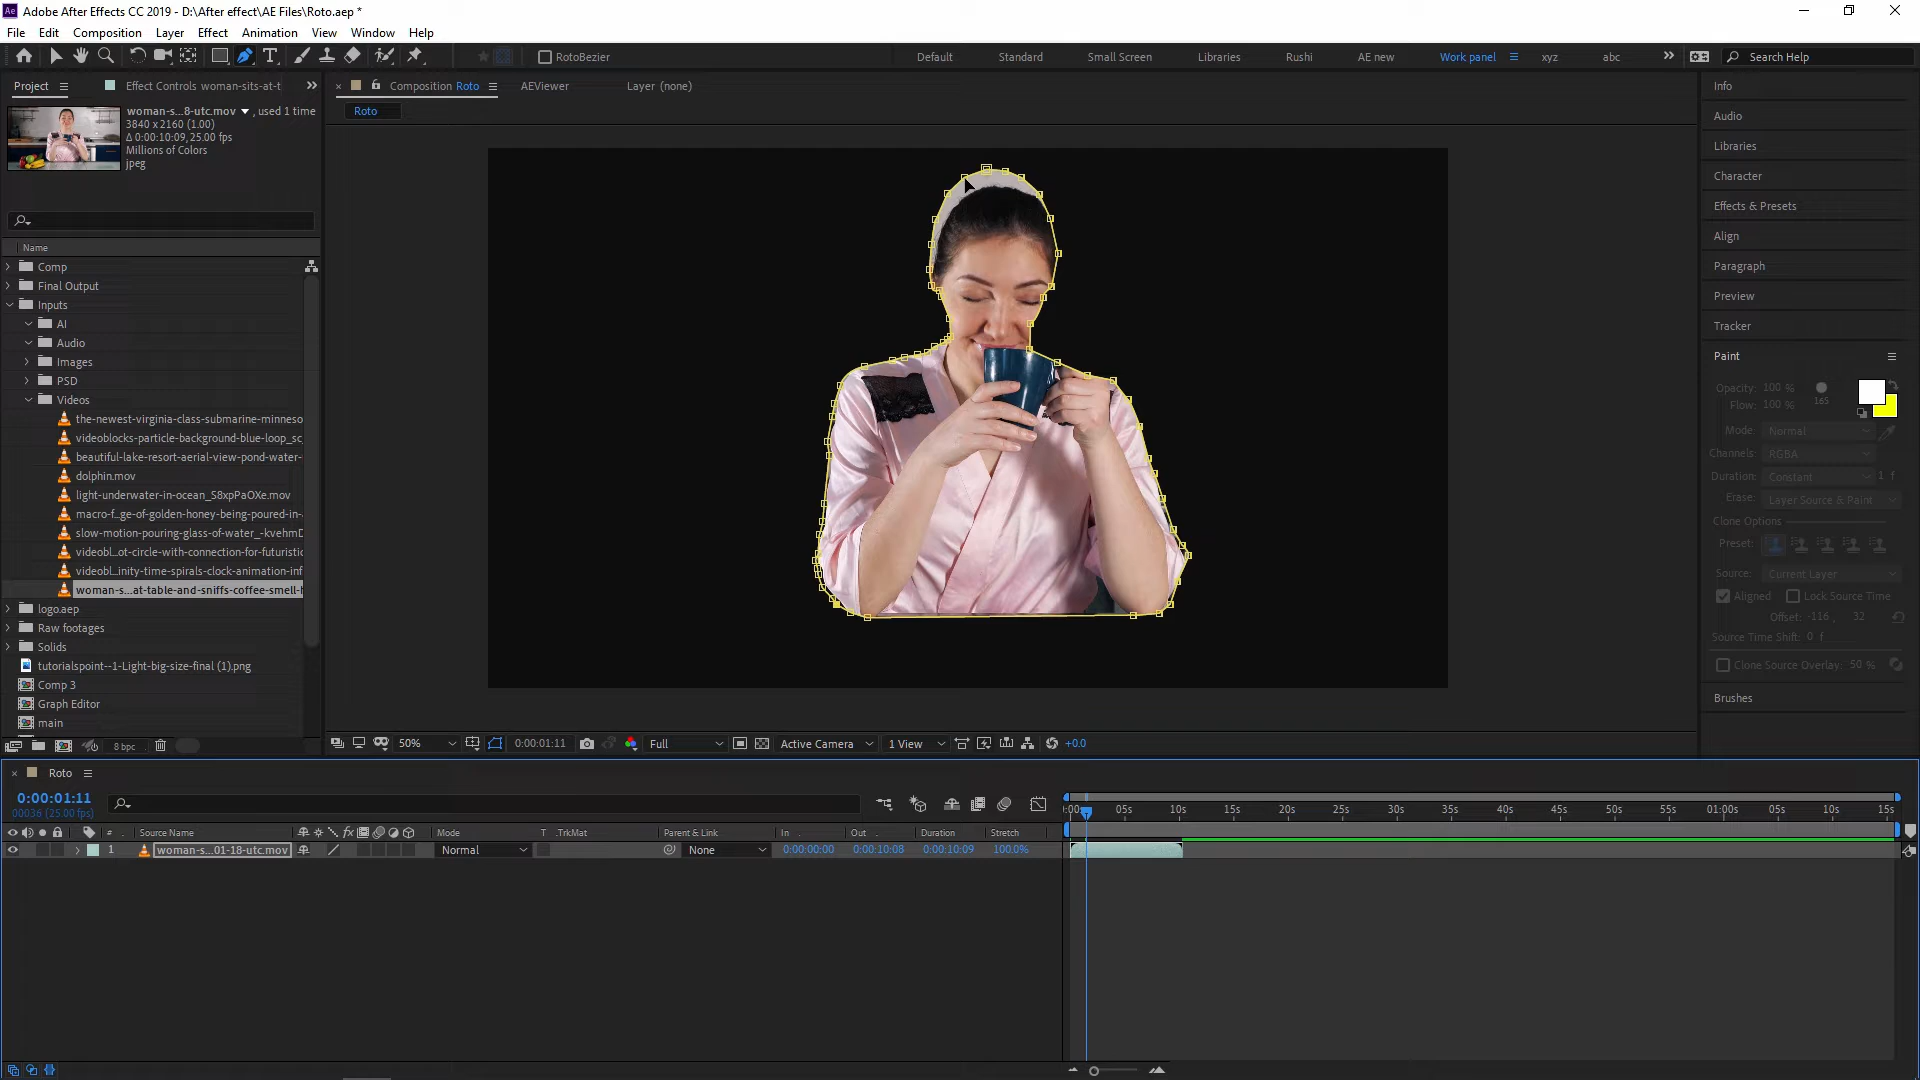 Adobe After Effects CC 2019 - D:\After effect\AE Files\Roto.aep *
File Edit Composition Layer Effect Animation View Window Help
RotoBezier Default Standard Small Screen Libraries Rushi AE new Work panel xyz abc Search Help
Project Effect Controls woman-sits-at-t
Composition Roto AEViewer Layer (none)
Roto
woman-s...8-utc.mov , used 1 time
3840 x 2160 (1.00)
Δ 0:00:10:09, 25.00 fps
Millions of Colors
jpeg
Name
Comp
Final Output
Inputs
AI
Audio
Images
PSD
Videos
the-newest-virginia-class-submarine-minneso
videoblocks-particle-background-blue-loop_sc
beautiful-lake-resort-aerial-view-pond-water-
dolphin.mov
light-underwater-in-ocean_S8xpPaOXe.mov
macro-f...ge-of-golden-honey-being-poured-in-
slow-motion-pouring-glass-of-water_-kvehmD
videobl...ot-circle-with-connection-for-futuristic
videobl...inity-time-spirals-clock-animation-inf
woman-s...at-table-and-sniffs-coffee-smell-
logo.aep
Raw footages
Solids
tutorialspoint--1-Light-big-size-final (1).png
Comp 3
Graph Editor
main
8 bpc
50% 0:00:01:11 Full Active Camera 1 View +0.0
Info
Audio
Libraries
Character
Effects & Presets
Align
Paragraph
Preview
Tracker
Paint
Opacity: 100 %
Flow: 100 % 165
Mode: Normal
Channels: RGBA
Duration: Constant 1 f
Erase: Layer Source & Paint
Clone Options
Preset:
Source: Current Layer
Aligned Lock Source Time
Offset: -116, 32
Source Time Shift: 0 f
Clone Source Overlay: 50 %
Brushes
Roto
0:00:01:11
00036 (25.00 fps)
:00 05s 10s 15s 20s 25s 30s 35s 40s 45s 50s 55s 01:00s 05s 10s 15s
# Source Name Mode T .TrkMat Parent & Link In Out Duration Stretch
1 woman-s...01-18-utc.mov Normal None 0:00:00:00 0:00:10:08 0:00:10:09 100.0%